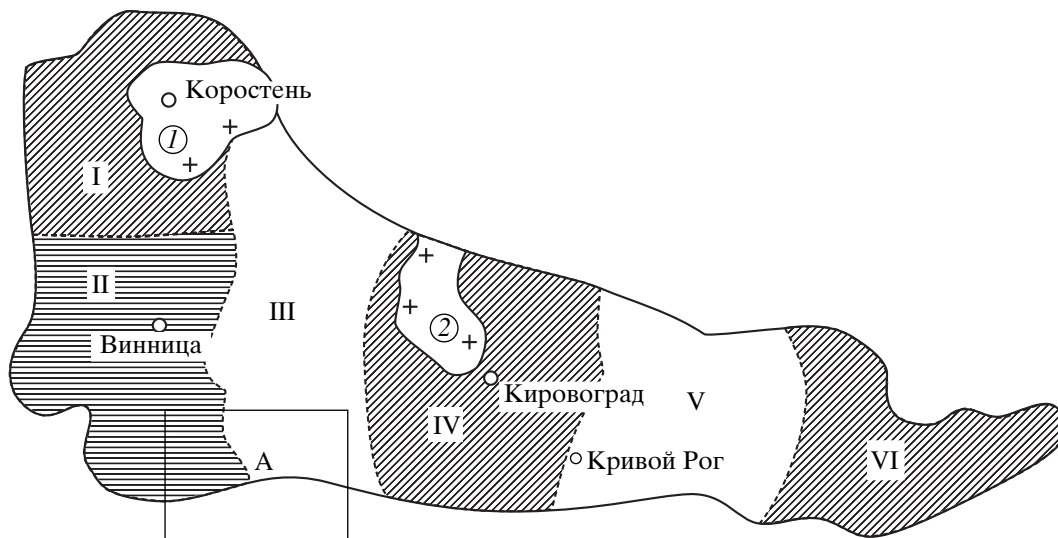 Коростень
1
I
II
III
2
Винница
Кировоград
V
IV
А
Кривой Рог
VI